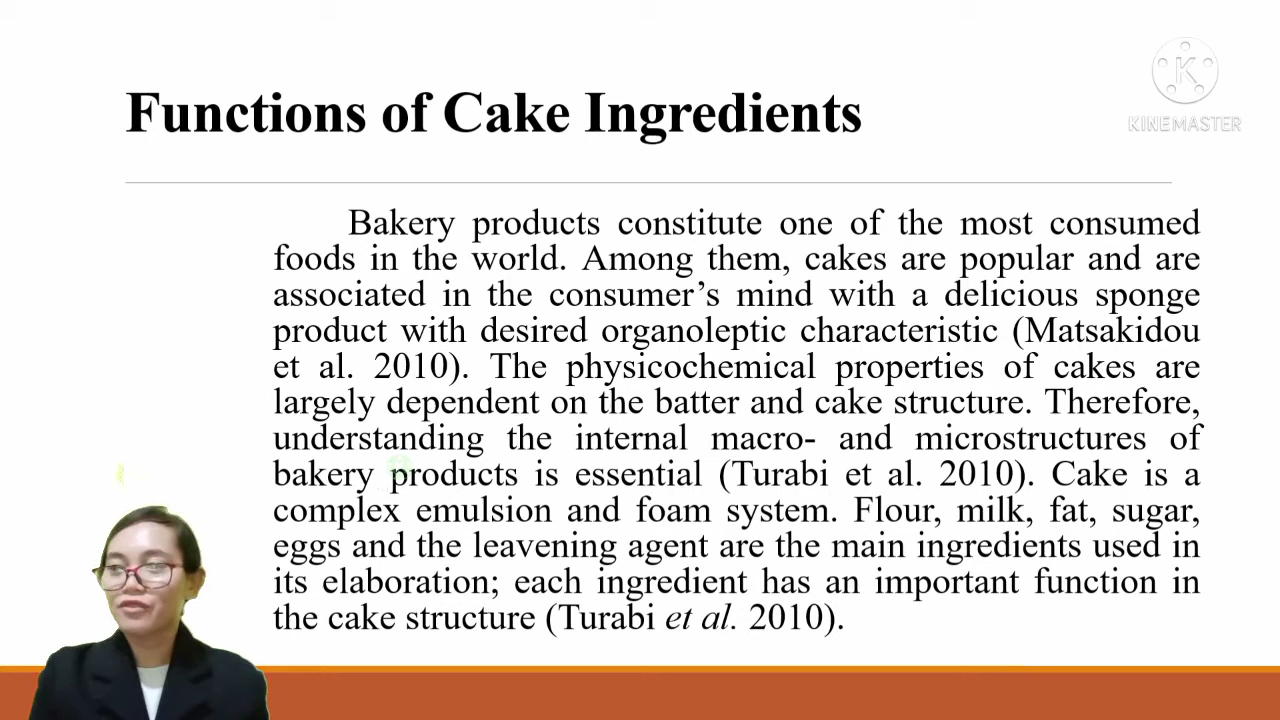 Functions of Cake Ingredients
K
KINEMASTER
Bakery products constitute one of the most consumed
foods in the world. Among them, cakes are popular and are
associated in the consumer’s mind with a delicious sponge
product with desired organoleptic characteristic (Matsakidou
et al. 2010). The physicochemical properties of cakes are
largely dependent on the batter and cake structure. Therefore,
understanding the internal macro- and microstructures of
bakery products is essential (Turabi et al. 2010). Cake is a
complex emulsion and foam system. Flour, milk, fat, sugar,
eggs and the leavening agent are the main ingredients used in
its elaboration; each ingredient has an important function in
the cake structure (Turabi et al. 2010).